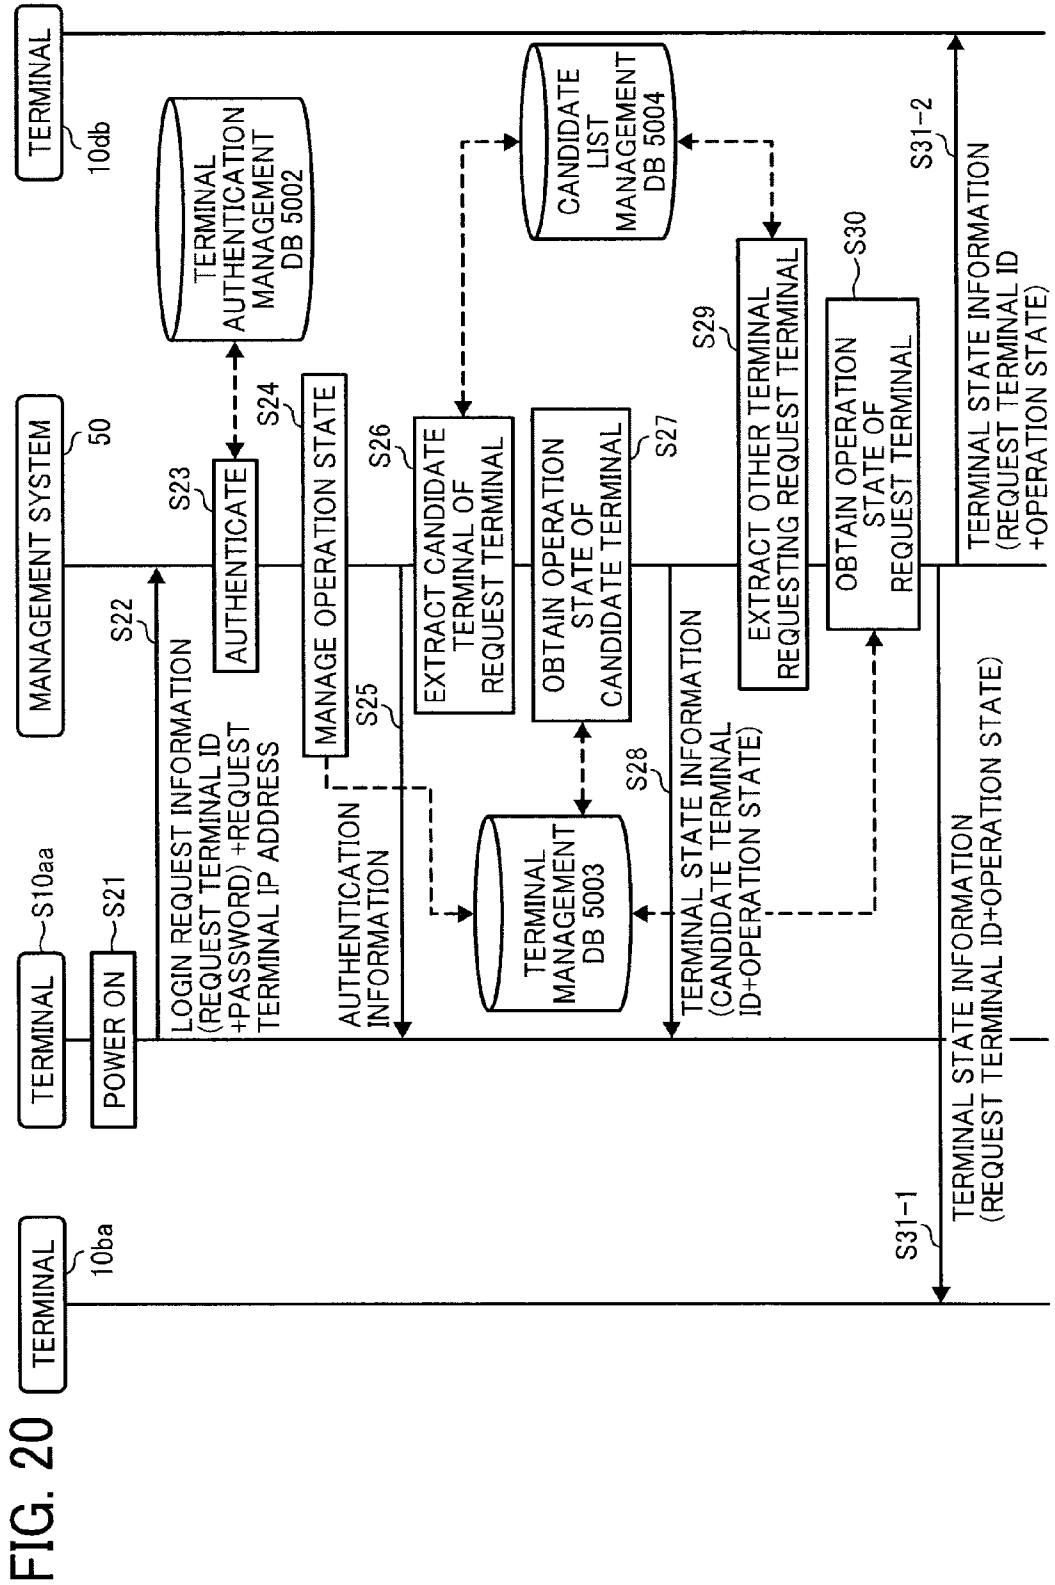 FIG. 20
TERMINAL
10ba
TERMINAL
S10aa
MANAGEMENT SYSTEM
50
TERMINAL
10db
POWER ON
S21
S22
LOGIN REQUEST INFORMATION
(REQUEST TERMINAL ID
+PASSWORD) +REQUEST
TERMINAL IP ADDRESS
S23
AUTHENTICATE
TERMINAL
AUTHENTICATION
MANAGEMENT
DB 5002
S24
MANAGE OPERATION STATE
S25
AUTHENTICATION
INFORMATION
S26
EXTRACT CANDIDATE
TERMINAL OF
REQUEST TERMINAL
CANDIDATE
LIST
MANAGEMENT
DB 5004
TERMINAL
MANAGEMENT
DB 5003
OBTAIN OPERATION
STATE OF
CANDIDATE TERMINAL
S27
S28
TERMINAL STATE INFORMATION
(CANDIDATE TERMINAL
ID+OPERATION STATE)
S29
EXTRACT OTHER TERMINAL
REQUESTING REQUEST TERMINAL
S30
OBTAIN OPERATION
STATE OF
REQUEST TERMINAL
S31-1
TERMINAL STATE INFORMATION
(REQUEST TERMINAL ID+OPERATION STATE)
S31-2
TERMINAL STATE INFORMATION
(REQUEST TERMINAL ID
+OPERATION STATE)